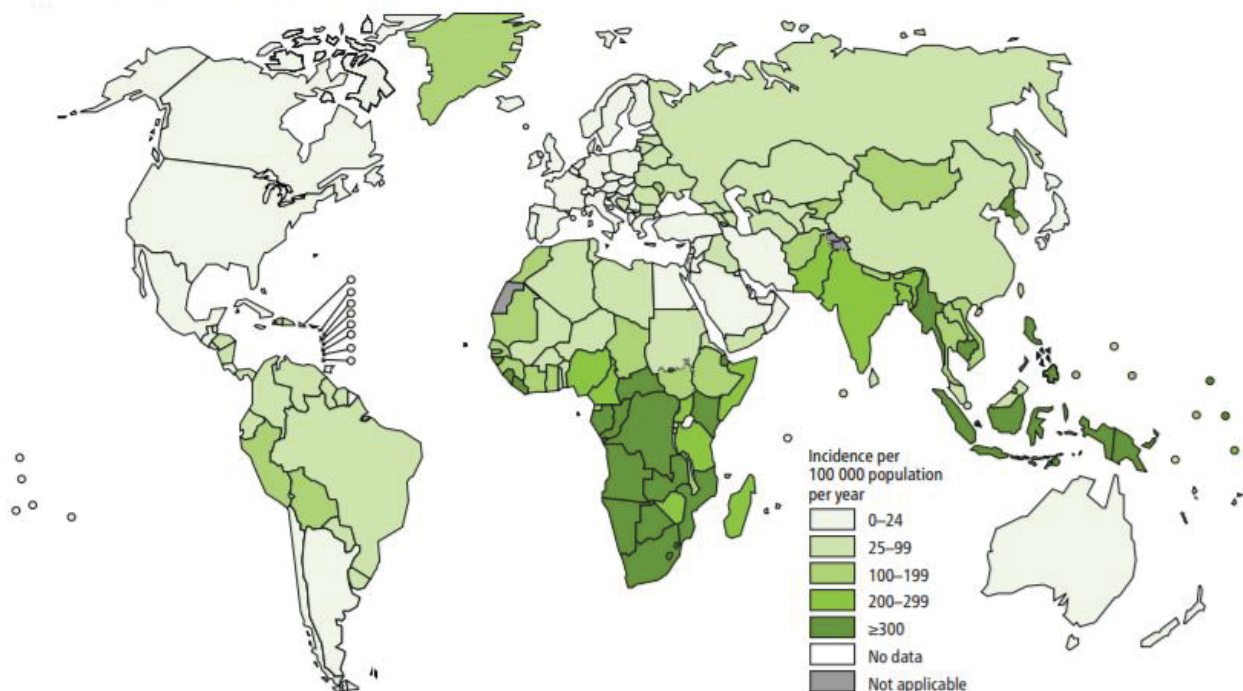 Incidence per
100 000 population
per year
0–24
25–99
100–199
200–299
≥300
No data
Not applicable